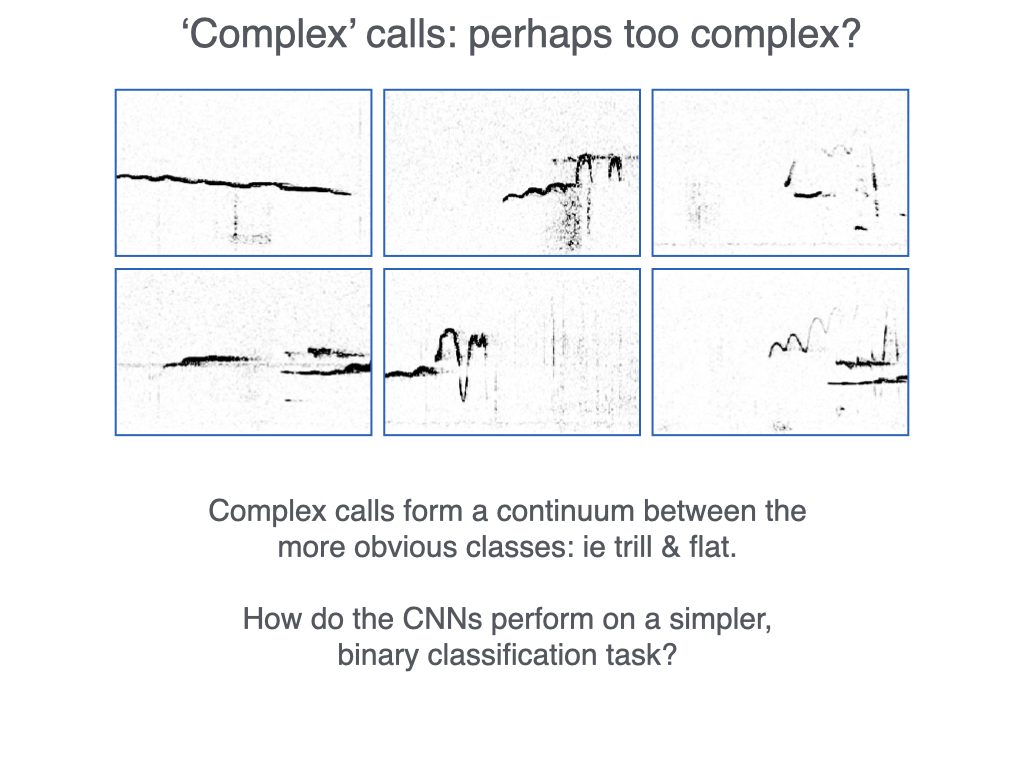 ‘Complex’ calls: perhaps too complex?
Complex calls form a continuum between the
more obvious classes: ie trill & flat.
How do the CNNs perform on a simpler,
binary classification task?